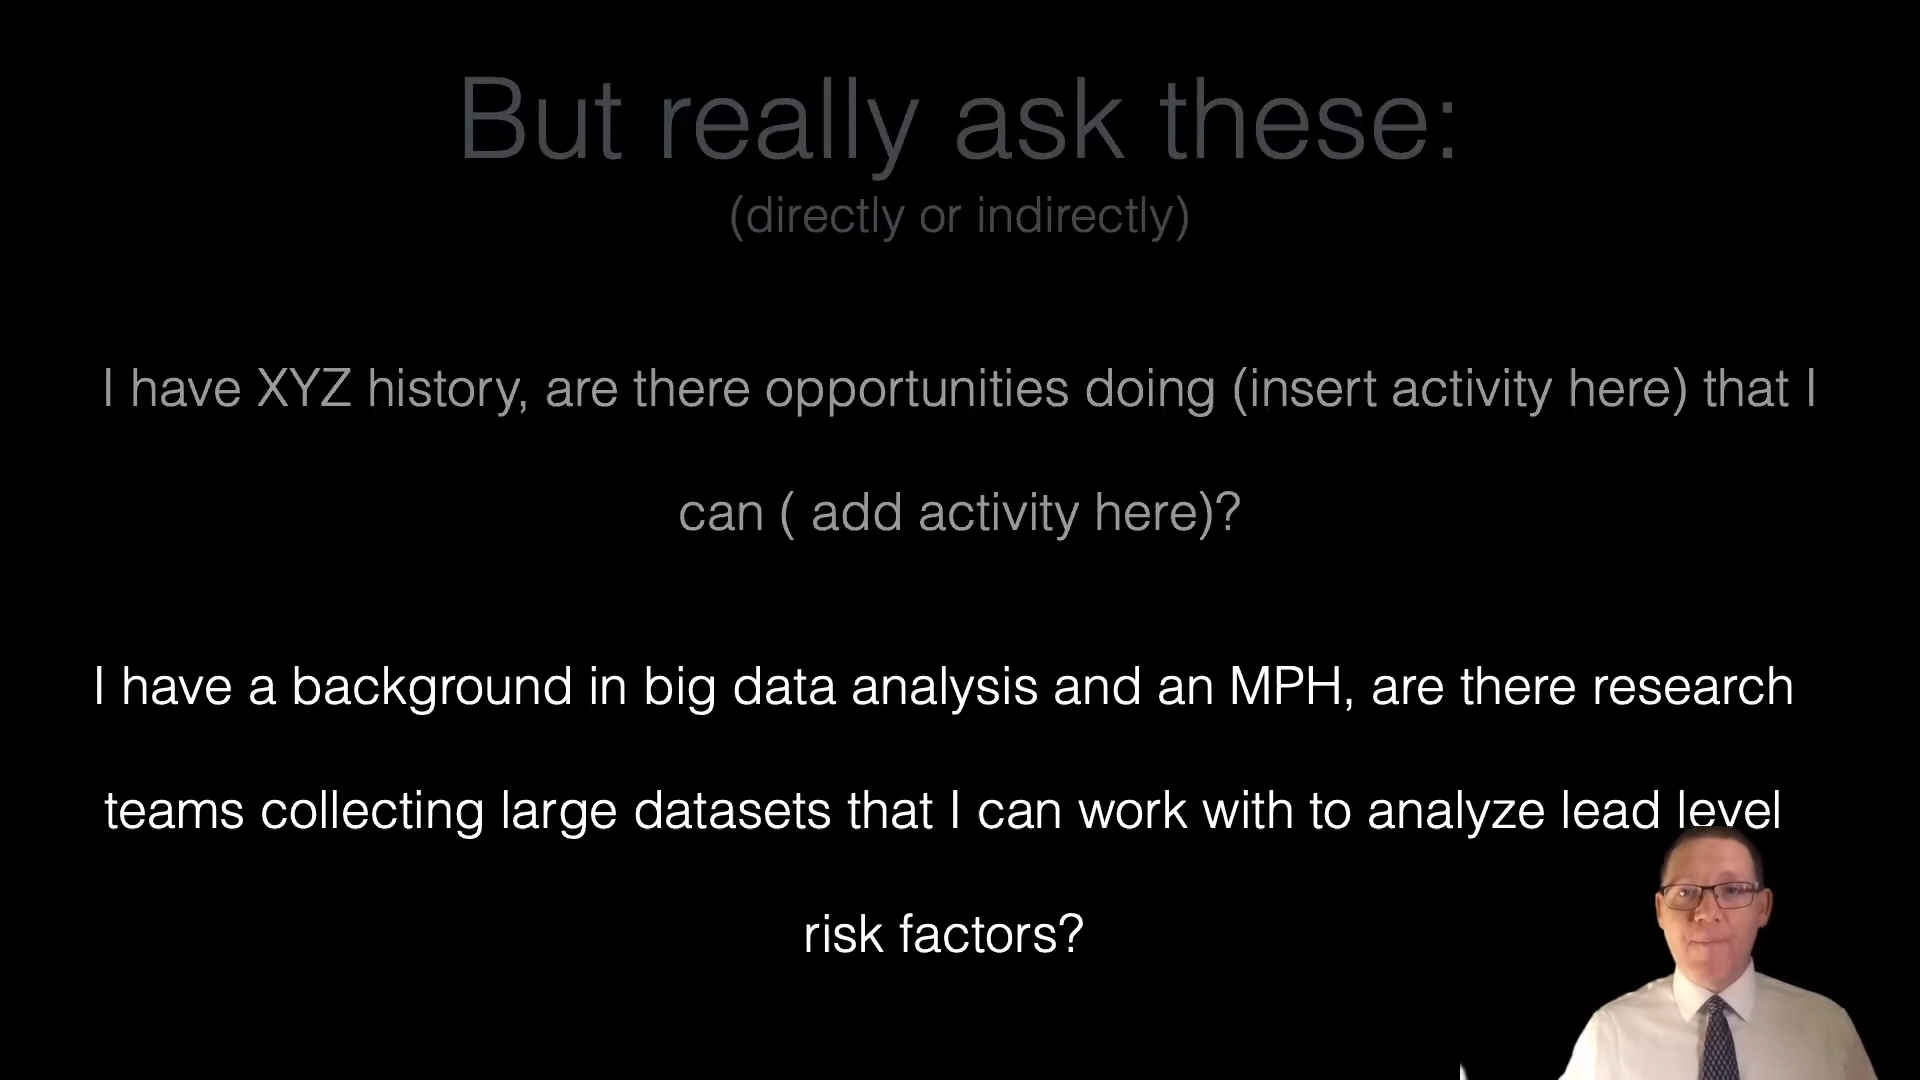 But really ask these:
(directly or indirectly)
I have XYZ history, are there opportunities doing (insert activity here) that I
can ( add activity here)?
I have a background in big data analysis and an MPH, are there research
teams collecting large datasets that I can work with to analyze lead level
risk factors?